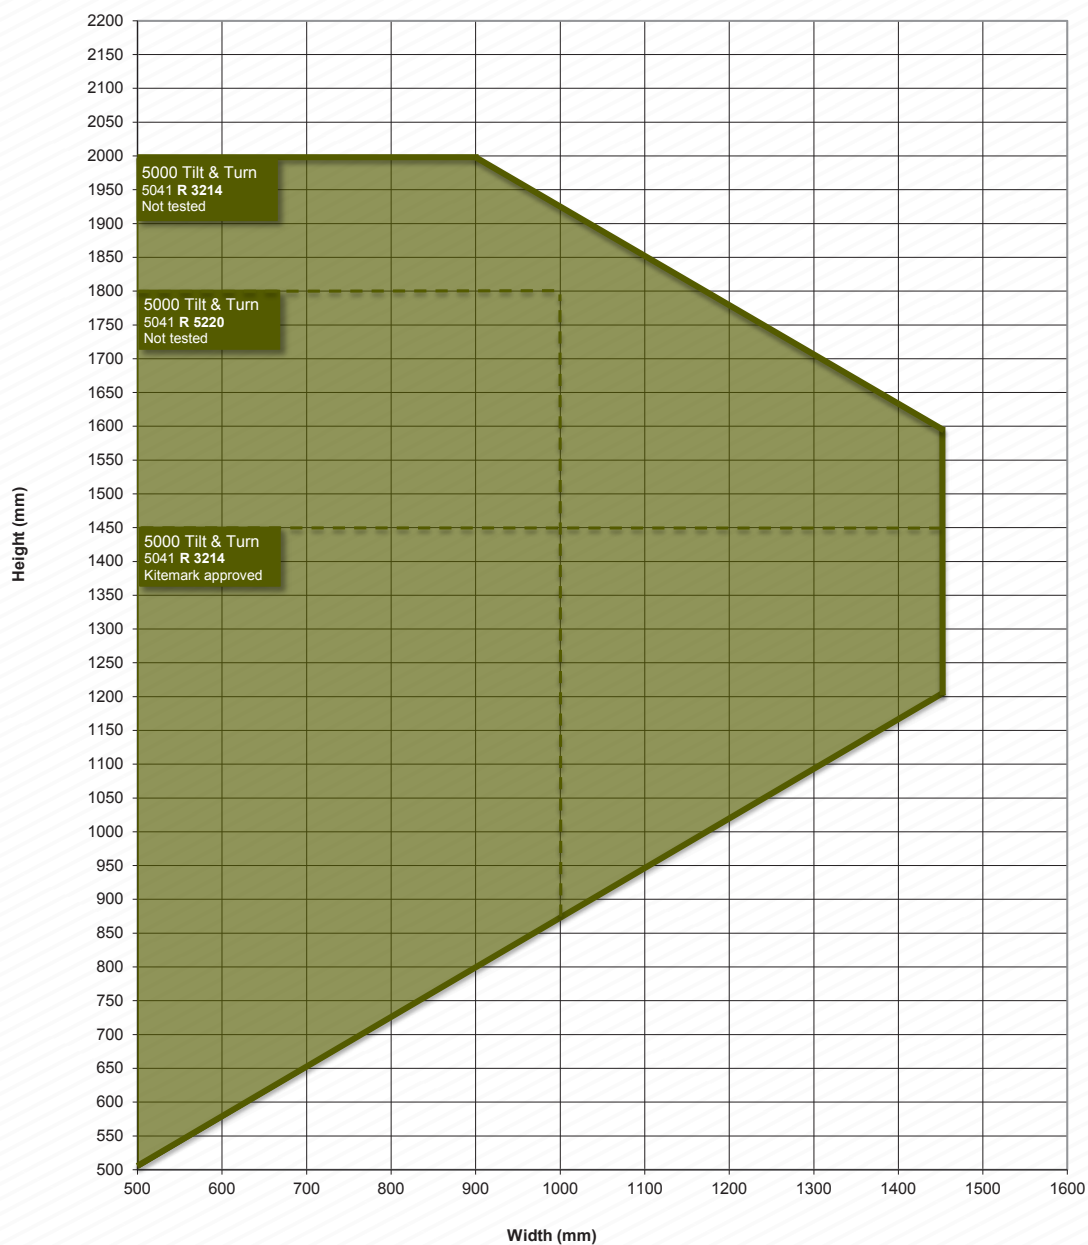 2200
2150
2100
2050
2000
1950
1900
1850
1800
1750
1700
1650
1600
1550
1500
1450
1400
1350
1300
1250
1200
1150
1100
1050
1000
950
900
850
800
750
700
650
600
550
500
5000 Tilt & Turn
5041 R 3214
Not tested
5000 Tilt & Turn
5041 R 5220
Not tested
5000 Tilt & Turn
5041 R 3214
Kitemark approved
Height (mm)
500 600 700 800 900 1000 1100 1200 1300 1400 1500 1600
Width (mm)